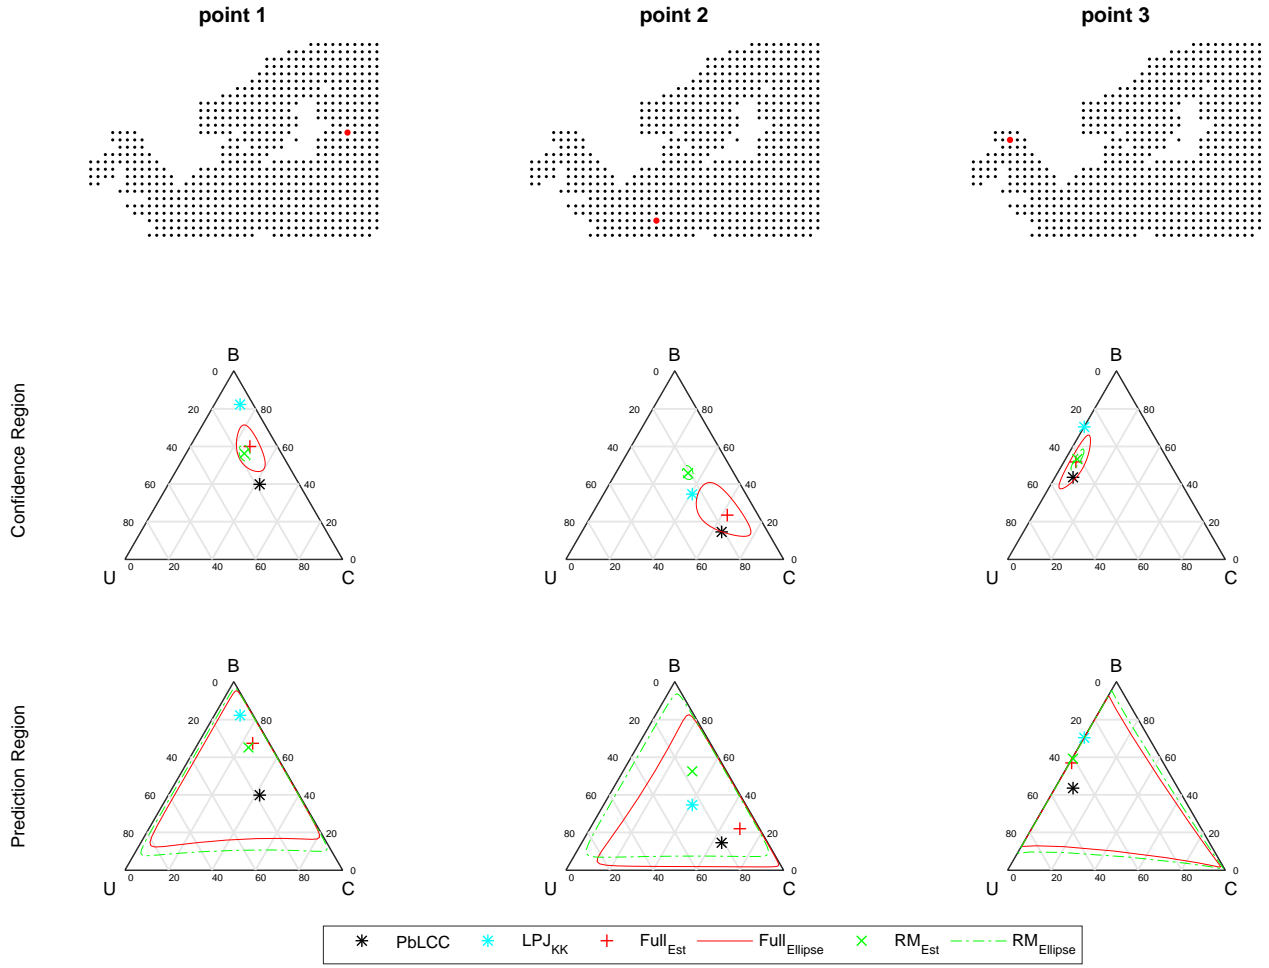 point 1 point 2 point 3
Confidence Region
B B B
0 0 0
20 80 20 80 20 80
40 60 40 60 40 60
60 40 60 40 60 40
80 20 80 20 80 20
0 0 0
0 20 40 60 80 0 20 40 60 80 0 20 40 60 80
U C U C U C
Prediction Region
B B B
0 0 0
20 80 20 80 20 80
40 60 40 60 40 60
60 40 60 40 60 40
80 20 80 20 80 20
0 0 0
0 20 40 60 80 0 20 40 60 80 0 20 40 60 80
U C U C U C
PbLCC LPJKK FullEst FullEllipse RMEst RMEllipse